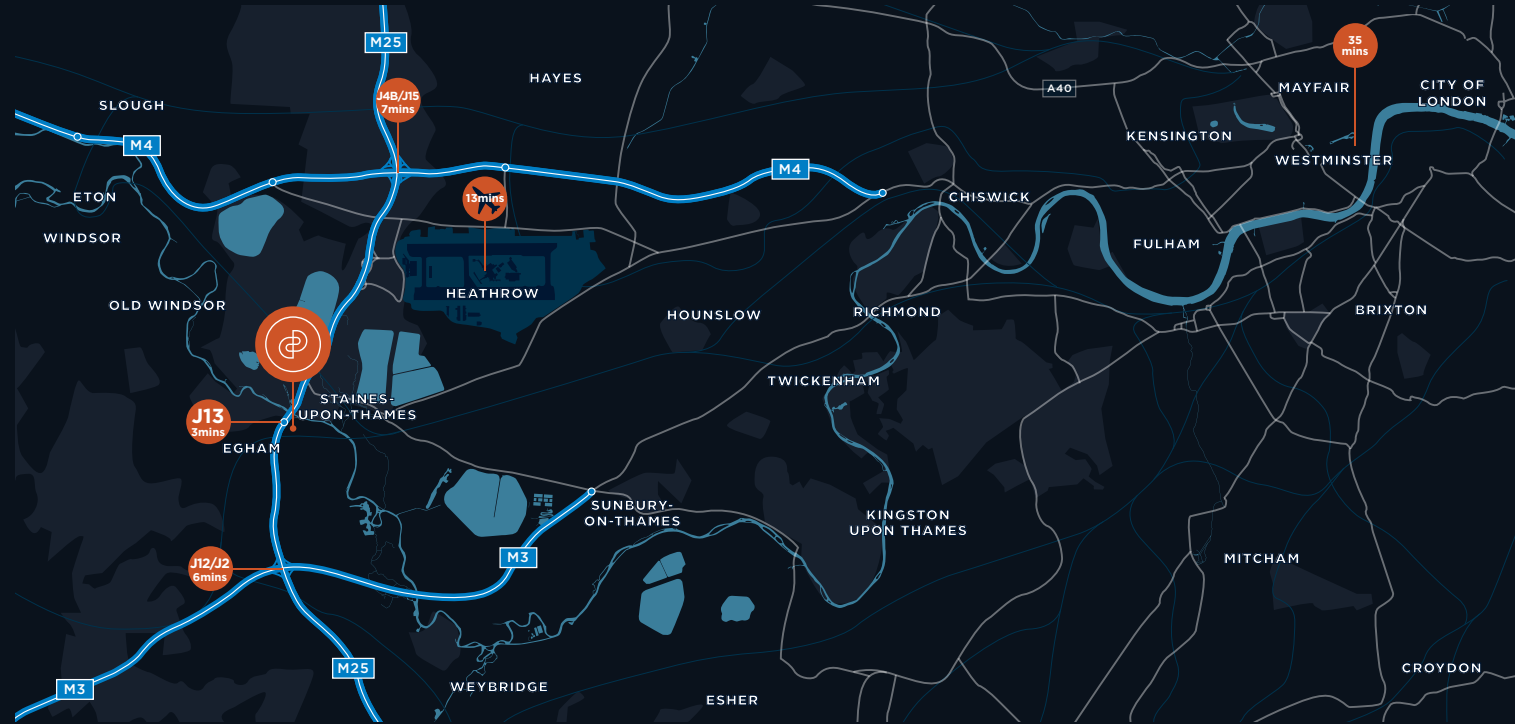 M25
35
mins
HAYES
MAYFAIR
CITY OF
LONDON
A40
SLOUGH
J4B/J15
7mins
KENSINGTON
M4
WESTMINSTER
M4
ETON
13mins
CHISWICK
WINDSOR
FULHAM
HEATHROW
OLD WINDSOR
HOUNSLOW
RICHMOND
BRIXTON
TWICKENHAM
STAINES-
UPON-THAMES
J13
3mins
EGHAM
SUNBURY-
ON-THAMES
KINGSTON
UPON THAMES
M3
MITCHAM
J12/J2
6mins
M25
CROYDON
M3
WEYBRIDGE
ESHER